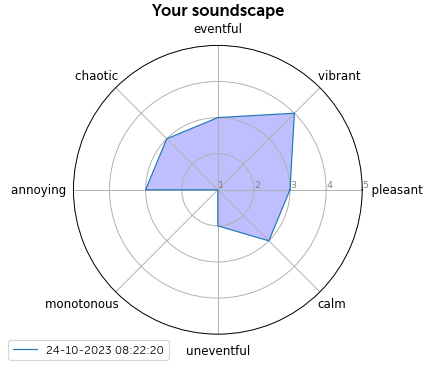 Your soundscape
eventful
chaotic
vibrant
annoying
1 2 3 4 5
pleasant
monotonous
calm
uneventful
24-10-2023 08:22:20